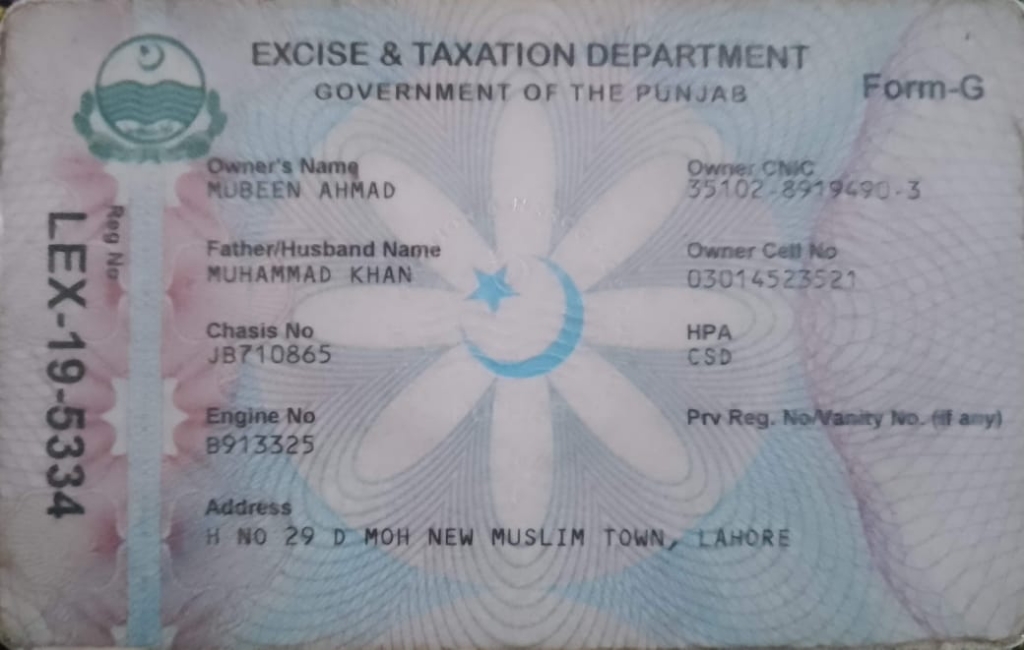 EXCISE & TAXATION DEPARTMENT
GOVERNMENT OF THE PUNJAB
Form-G
Reg No
LEX-19-5334
Owner's Name
MUBEEN AHMAD
Owner CNIC
35102-8919490-3
Father/Husband Name
MUHAMMAD KHAN
Owner Cell No
03014523521
Chasis No
JB710865
HPA
CSD
Engine No
B913325
Prv Reg. No/Vanity No. (if any)
Address
H NO 29 D MOH NEW MUSLIM TOWN, LAHORE